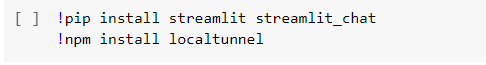 [ ] !pip install streamlit streamlit_chat
!npm install localtunnel